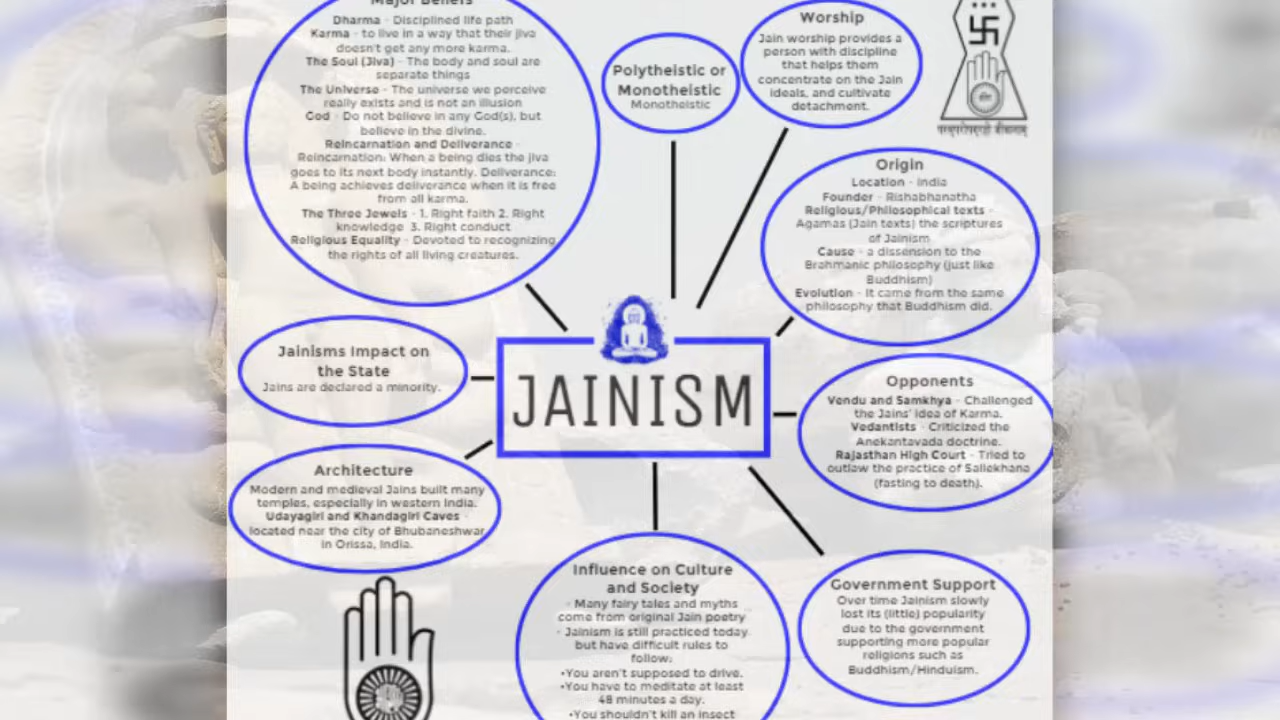 Major Beliefs
Dharma - Disciplined life path
Karma - to live in a way that their jiva
doesn't get any more karma.
The Soul (Jiva) - The body and soul are
separate things
The Universe - The universe we perceive
really exists and is not an illusion
God - Do not believe in any God(s), but
believe in the divine.
Reincarnation and Deliverance -
Reincarnation: When a being dies the jiva
goes to its next body instantly. Deliverance:
A being achieves deliverance when it is free
from all karma.
The Three Jewels - 1. Right faith 2. Right
knowledge 3. Right conduct
Religious Equality - Devoted to recognizing
the rights of all living creatures.
Polytheistic or
Monotheistic
Monotheistic
Worship
Jain worship provides a
person with discipline
that helps them
concentrate on the Jain
ideals, and cultivate
detachment.
Origin
Location - India
Founder - Rishabhanatha
Religious/Philosophical texts -
Agamas (Jain texts) the scriptures
of Jainism
Cause - a dissension to the
Brahmanic philosophy (just like
Buddhism)
Evolution - It came from the same
philosophy that Buddhism did.
Jainisms Impact on
the State
Jains are declared a minority.
JAINISM
Opponents
Vendu and Samkhya - Challenged
the Jains' idea of Karma.
Vedantists - Criticized the
Anekantavada doctrine.
Rajasthan High Court - Tried to
outlaw the practice of Sallekhana
(fasting to death).
Architecture
Modern and medieval Jains built many
temples, especially in western India.
Udayagiri and Khandagiri Caves -
located near the city of Bhubaneshwar
in Orissa, India.
Influence on Culture
and Society
- Many fairy tales and myths
come from original Jain poetry
- Jainism is still practiced today
but have difficult rules to
follow:
•You aren't supposed to drive.
•You have to meditate at least
48 minutes a day.
•You shouldn't kill an insect
Government Support
Over time Jainism slowly
lost its (little) popularity
due to the government
supporting more popular
religions such as
Buddhism/Hinduism.